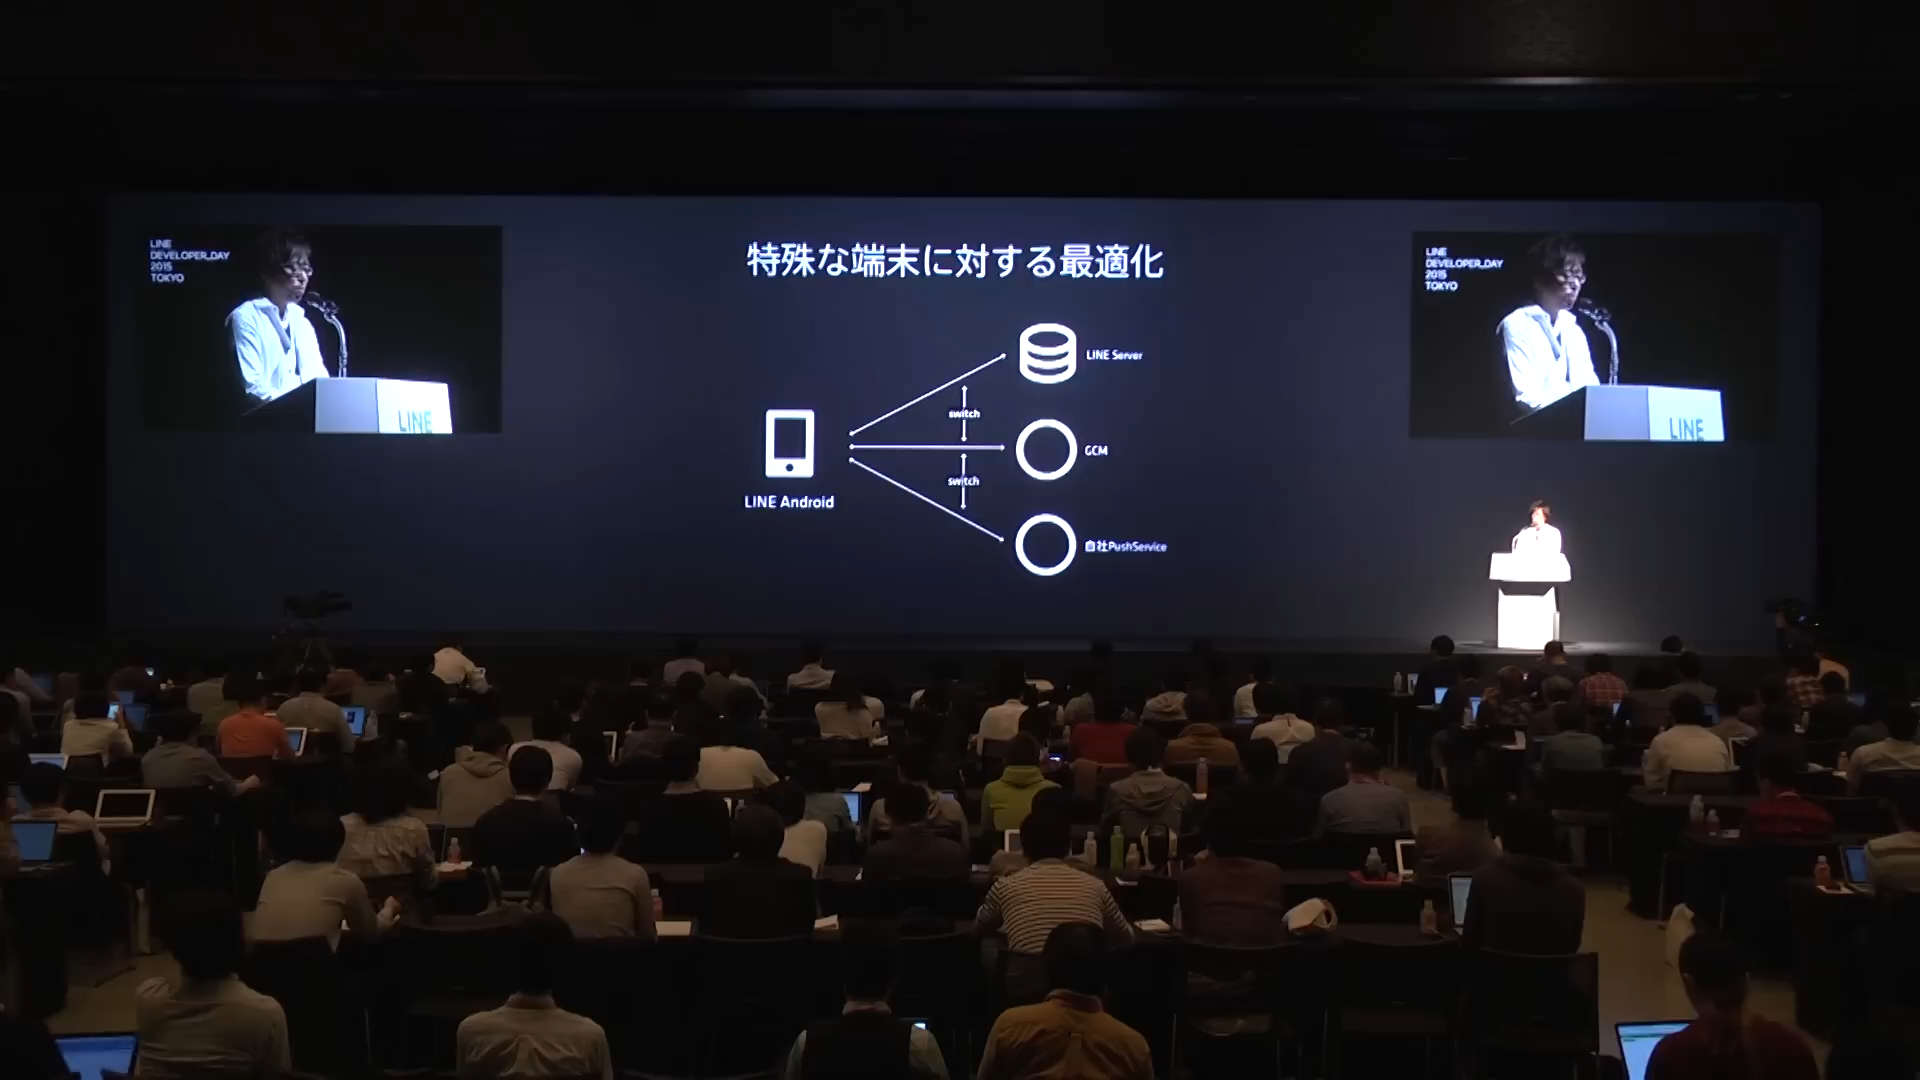 LINE
DEVELOPER_DAY
2015
TOKYO
LINE
特殊な端末に対する最適化
LINE Server
switch
GCM
switch
LINE Android
自社PushService
LINE
DEVELOPER_DAY
2015
TOKYO
LINE